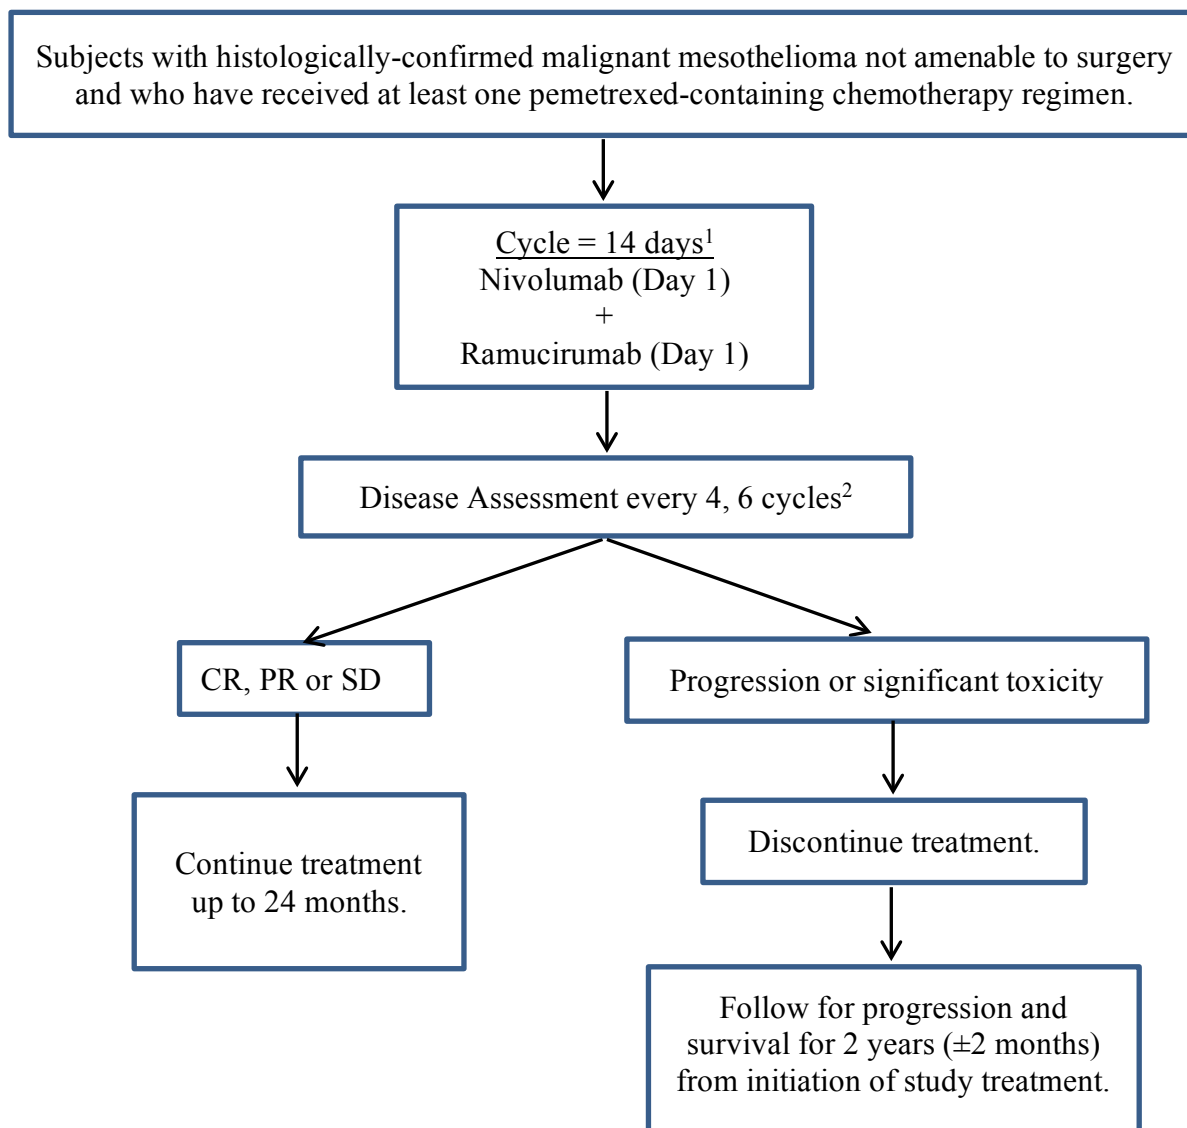 Subjects with histologically-confirmed malignant mesothelioma not amenable to surgery
and who have received at least one pemetrexed-containing chemotherapy regimen.
Cycle = 14 days¹
Nivolumab (Day 1)
+
Ramucirumab (Day 1)
Disease Assessment every 4, 6 cycles²
CR, PR or SD
Progression or significant toxicity
Continue treatment
up to 24 months.
Discontinue treatment.
Follow for progression and
survival for 2 years (±2 months)
from initiation of study treatment.